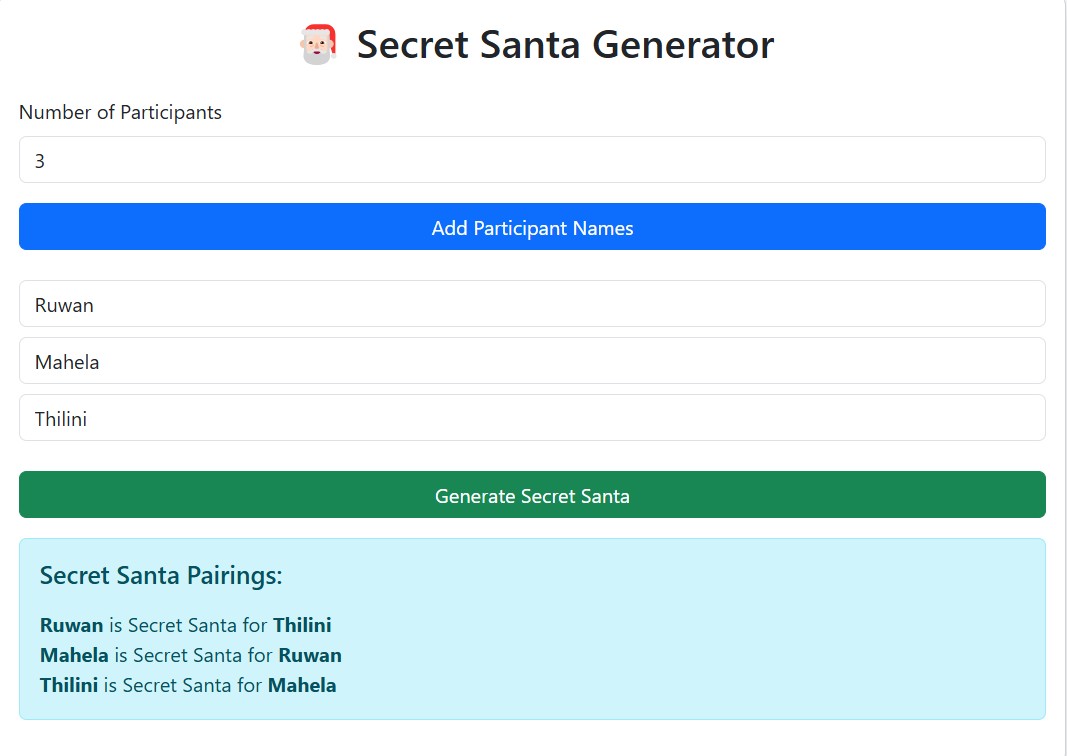 Secret Santa Generator
Number of Participants
3
Add Participant Names
Ruwan
Mahela
Thilini
Generate Secret Santa
Secret Santa Pairings:
Ruwan is Secret Santa for Thilini
Mahela is Secret Santa for Ruwan
Thilini is Secret Santa for Mahela